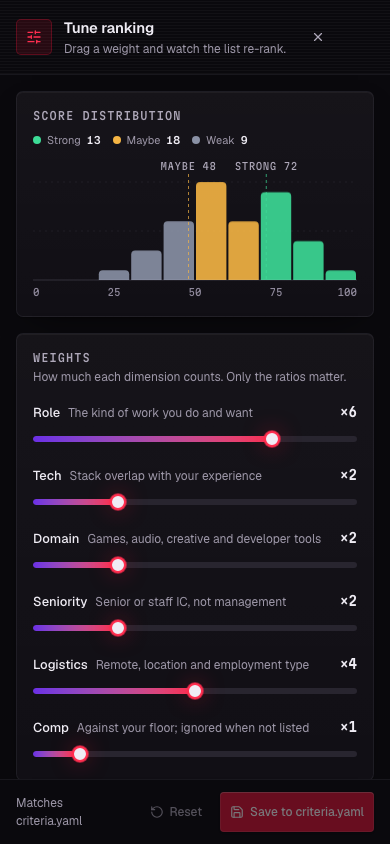 Tune ranking
Drag a weight and watch the list re-rank.
SCORE DISTRIBUTION
Strong 13 Maybe 18 Weak 9
MAYBE 48 STRONG 72
0 25 50 75 100
WEIGHTS
How much each dimension counts. Only the ratios matter.
Role The kind of work you do and want ×6
Tech Stack overlap with your experience ×2
Domain Games, audio, creative and developer tools ×2
Seniority Senior or staff IC, not management ×2
Logistics Remote, location and employment type ×4
Comp Against your floor; ignored when not listed ×1
Matches
criteria.yaml
Reset
Save to criteria.yaml